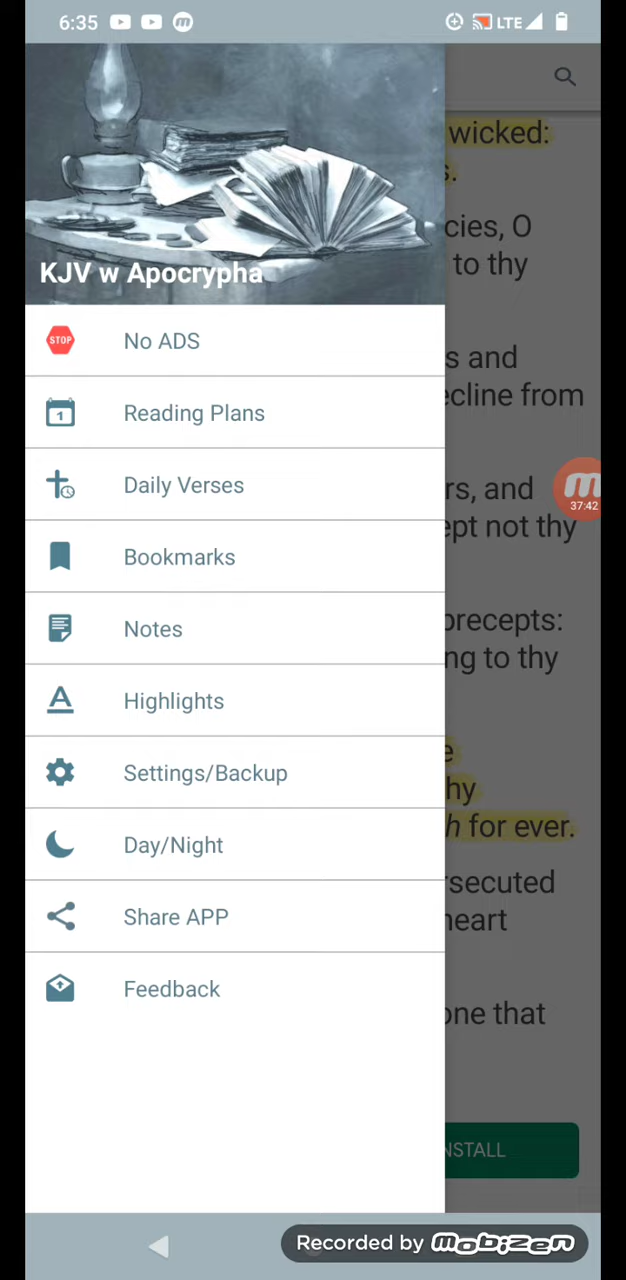 6:35 LTE
wicked:
s.
cies, O
to thy
KJV w Apocrypha
STOP No ADS
s and
ecline from
1 Reading Plans
Daily Verses
rs, and
ept not thy
37:42
Bookmarks
Notes
precepts:
ng to thy
Highlights
e
hy
Settings/Backup
h for ever.
Day/Night
rsecuted
heart
Share APP
Feedback
one that
NSTALL
Recorded by mobizen